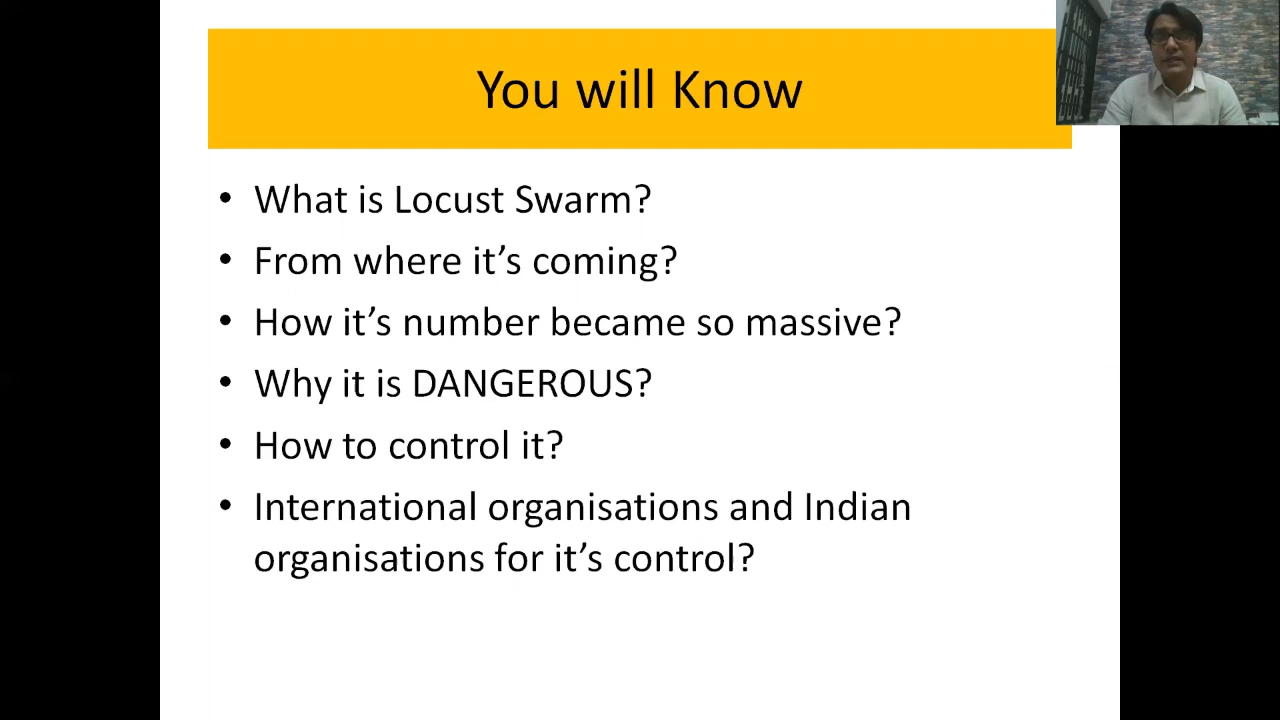 You will Know
• What is Locust Swarm?
• From where it’s coming?
• How it’s number became so massive?
• Why it is DANGEROUS?
• How to control it?
• International organisations and Indian
organisations for it’s control?